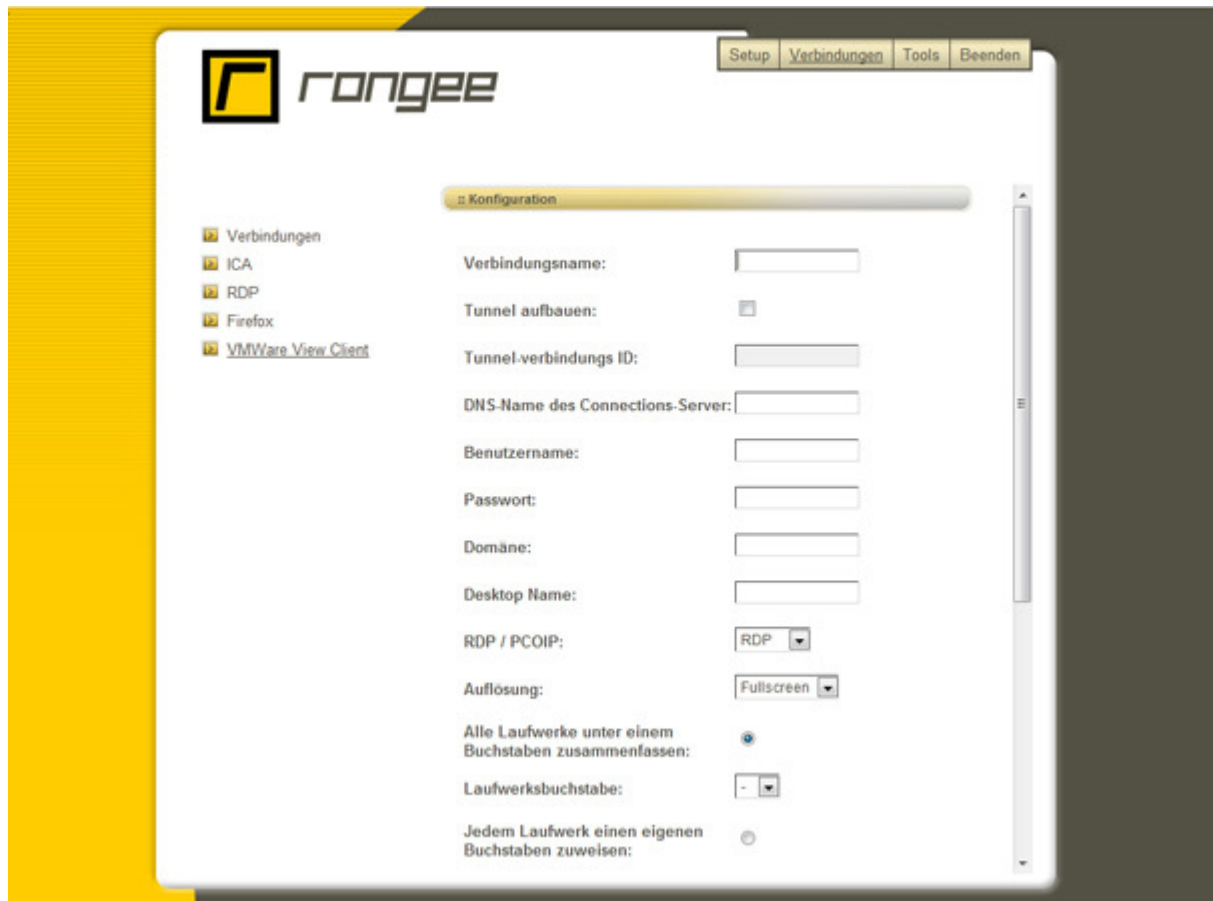 Setup Verbindungen Tools Beenden
r rangee
:: Konfiguration
Verbindungen
ICA
RDP
Firefox
VMWare View Client
Verbindungsname:
Tunnel aufbauen:
Tunnel-verbindungs ID:
DNS-Name des Connections-Server:
Benutzername:
Passwort:
Domäne:
Desktop Name:
RDP / PCOIP: RDP
Auflösung: Fullscreen
Alle Laufwerke unter einem
Buchstaben zusammenfassen:
Laufwerksbuchstabe: -
Jedem Laufwerk einen eigenen
Buchstaben zuweisen: